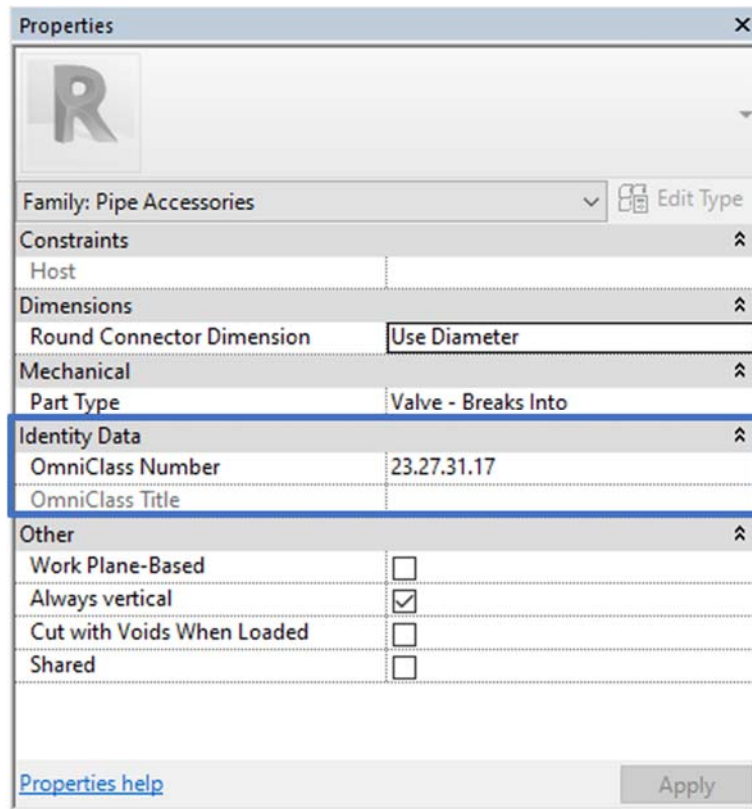 Properties
R
Family: Pipe Accessories Edit Type
Constraints
Host
Dimensions
Round Connector Dimension Use Diameter
Mechanical
Part Type Valve - Breaks Into
Identity Data
OmniClass Number 23.27.31.17
OmniClass Title
Other
Work Plane-Based
Always vertical
Cut with Voids When Loaded
Shared
Properties help Apply